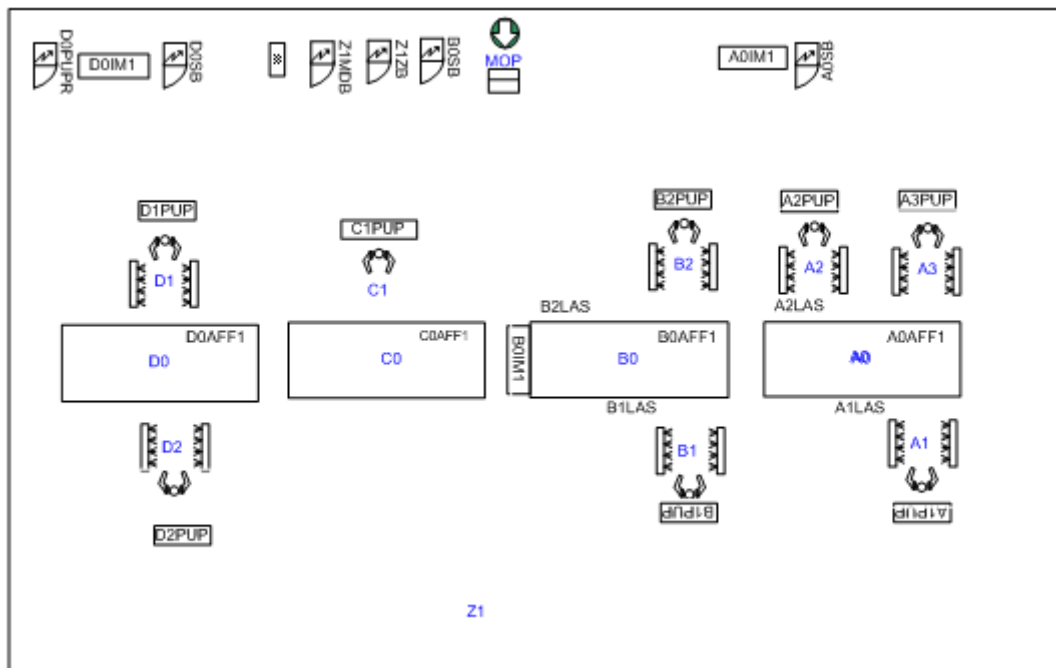 D0PUPR
D0IM1
D0SB
Z1MDB
Z1ZB
B0SB
MOP
A0IM1
A0SB
D1PUP
C1PUP
B2PUP
A2PUP
A3PUP
D1
C1
B2
A2
A3
B2LAS
A2LAS
D0AFF1
D0
C0AFF1
C0
B0IM1
B0AFF1
B0
A0AFF1
A0
B1LAS
A1LAS
D2
B1
A1
B1PUP
A1PUP
D2PUP
Z1